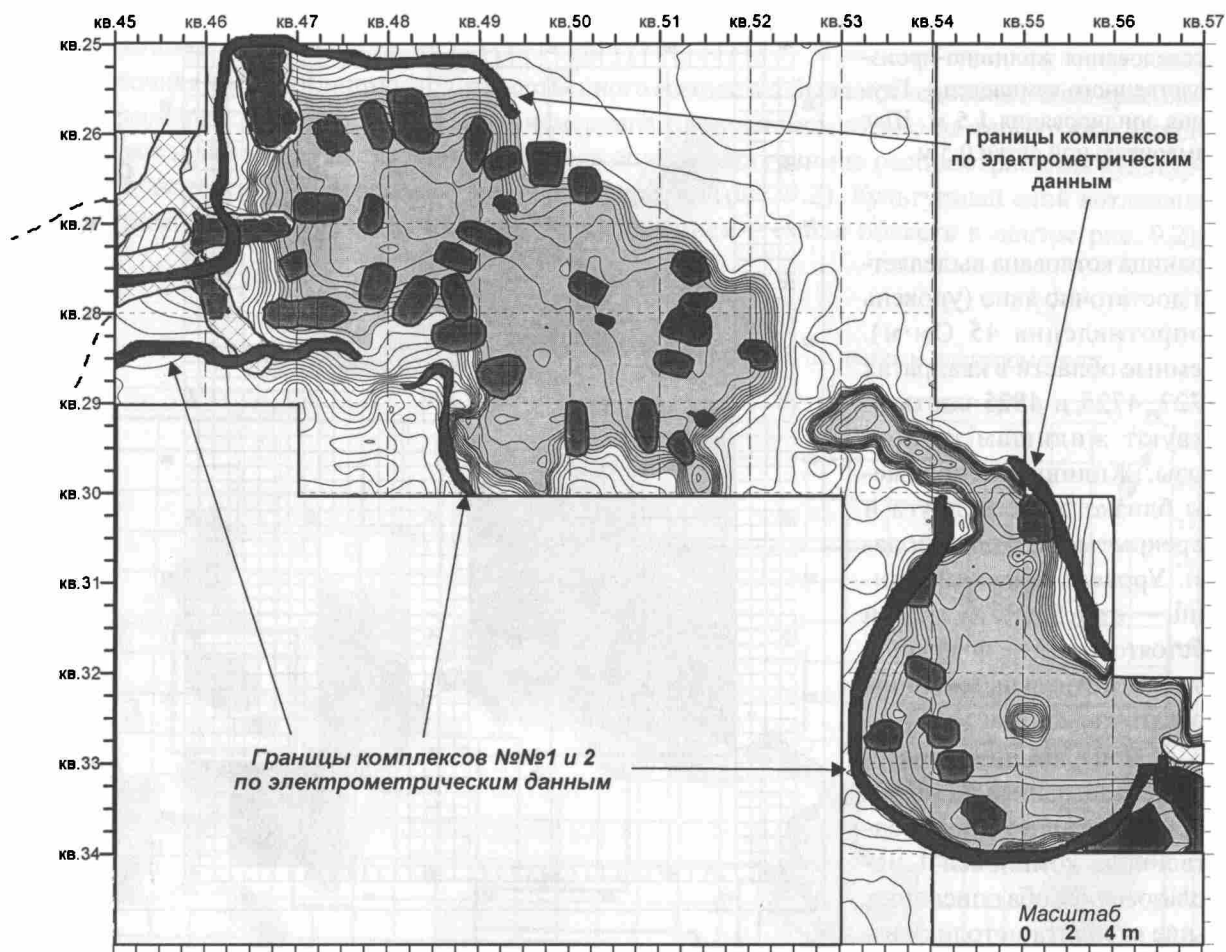 кв.45 кв.46 кв.47 кв.48 кв.49 кв.50 кв.51 кв.52 кв.53 кв.54 кв.55 кв.56 кв.57
кв.25
кв.26
Границы комплексов
по электрометрическим
данным
кв.27
кв.28
кв.29
кв.30
кв.31
кв.32
кв.33
Границы комплексов №№1 и 2
по электрометрическим данным
кв.34
Масштаб
0 2 4 m